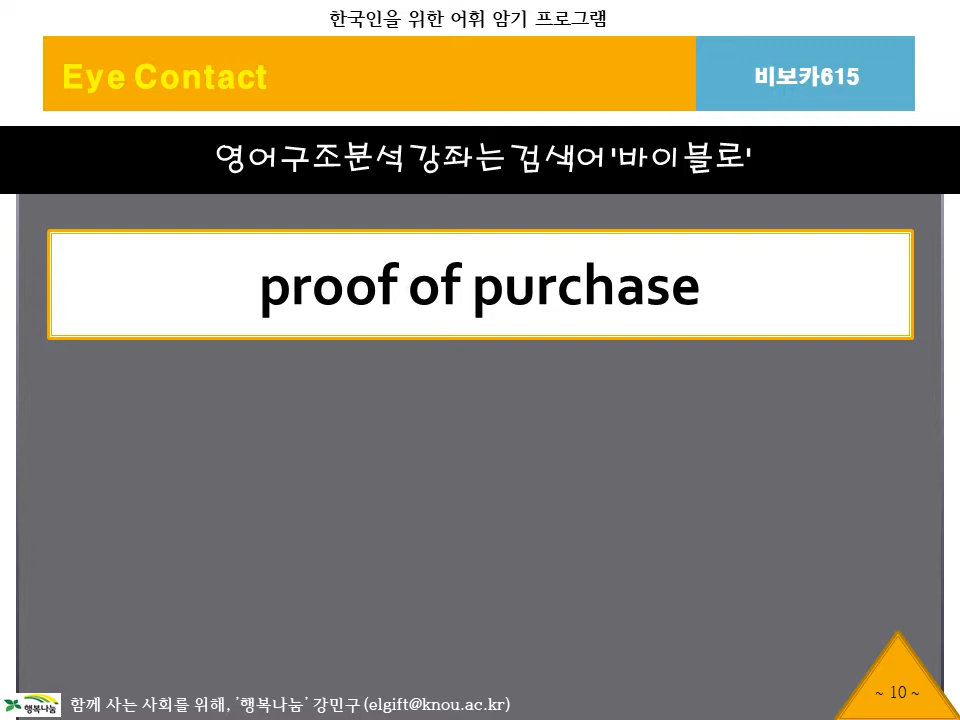 한국인을 위한 어휘 암기 프로그램
Eye Contact
비보카615
영어구조분석 강좌는 검색어 '바이블로'
proof of purchase
~ 10 ~
행복나눔
함께 사는 사회를 위해, '행복나눔' 강민구 (elgift@knou.ac.kr)